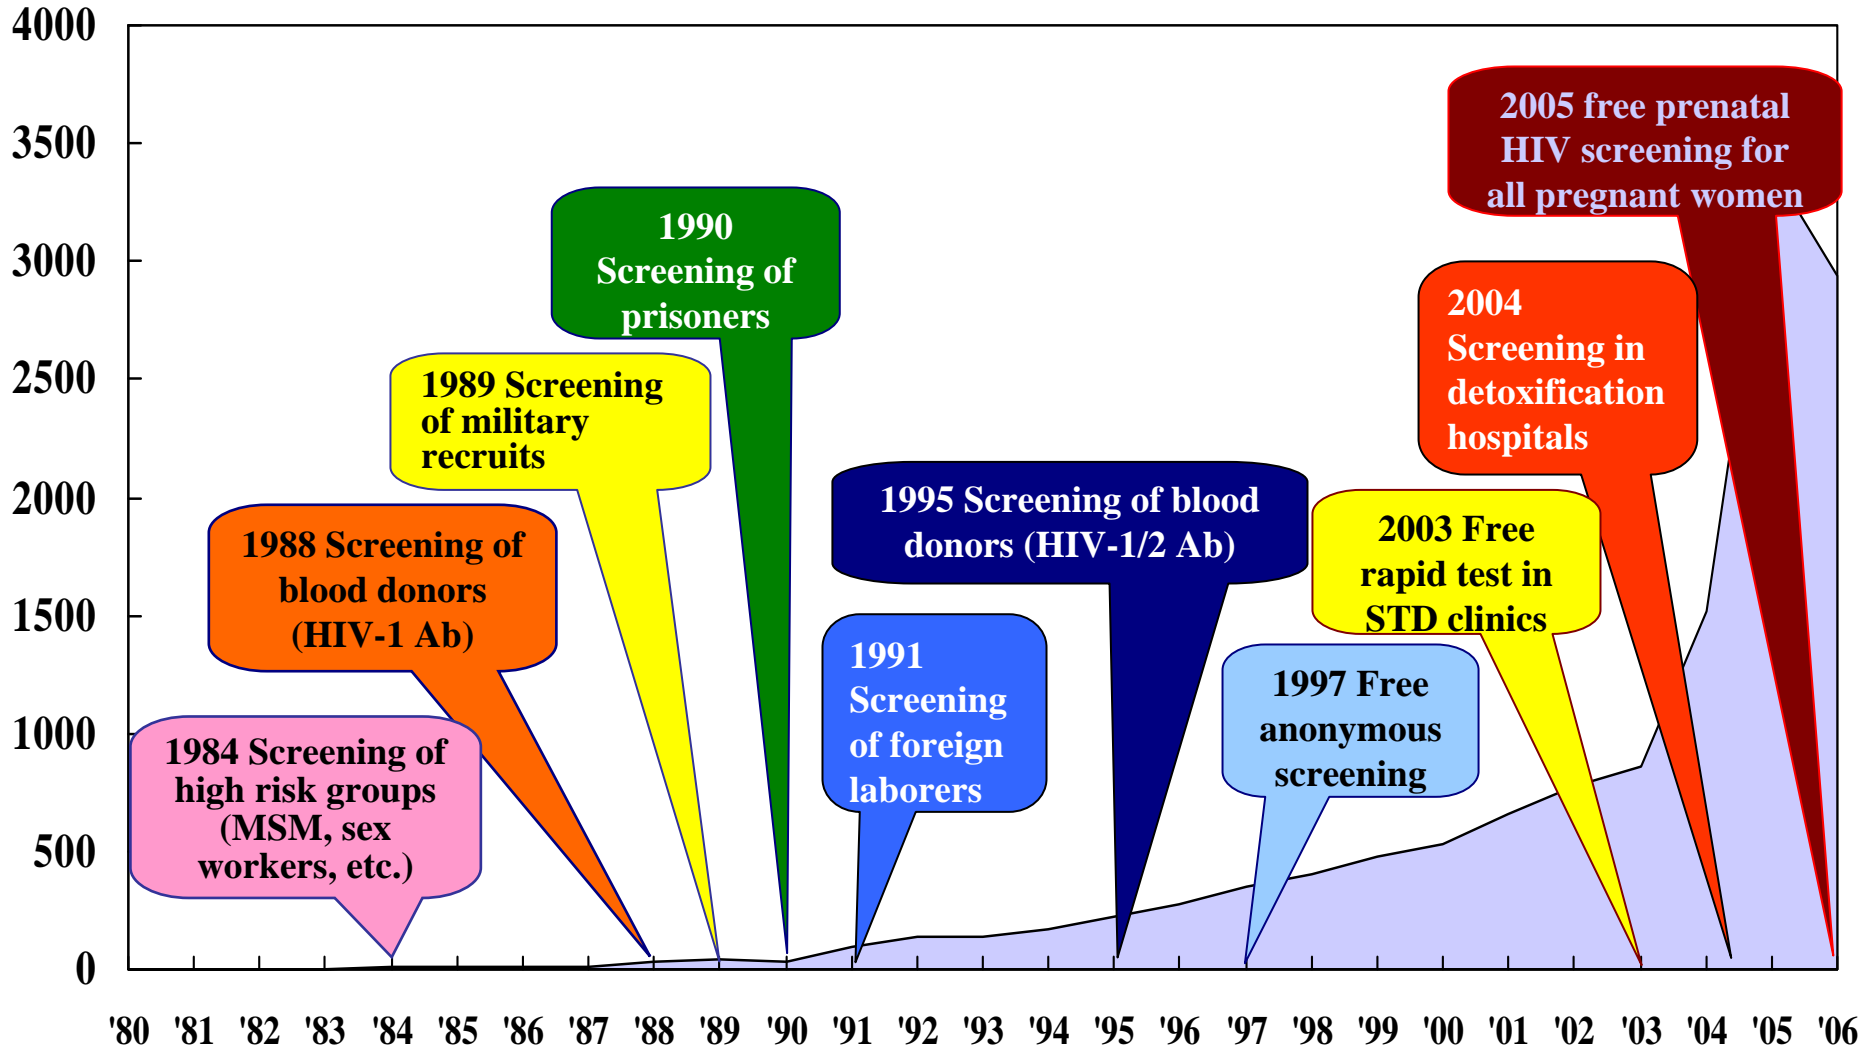 4000
3500
3000
2500
2000
1500
1000
500
0
2005 free prenatal
HIV screening for
all pregnant women
1990
Screening of
prisoners
2004
Screening in
detoxification
hospitals
1989 Screening
of military
recruits
1995 Screening of blood
donors (HIV-1/2 Ab)
2003 Free
rapid test in
STD clinics
1988 Screening of
blood donors
(HIV-1 Ab)
1991
Screening
of foreign
laborers
1997 Free
anonymous
screening
1984 Screening of
high risk groups
(MSM, sex
workers, etc.)
'80 '81 '82 '83 '84 '85 '86 '87 '88 '89 '90 '91 '92 '93 '94 '95 '96 '97 '98 '99 '00 '01 '02 '03 '04 '05 '06